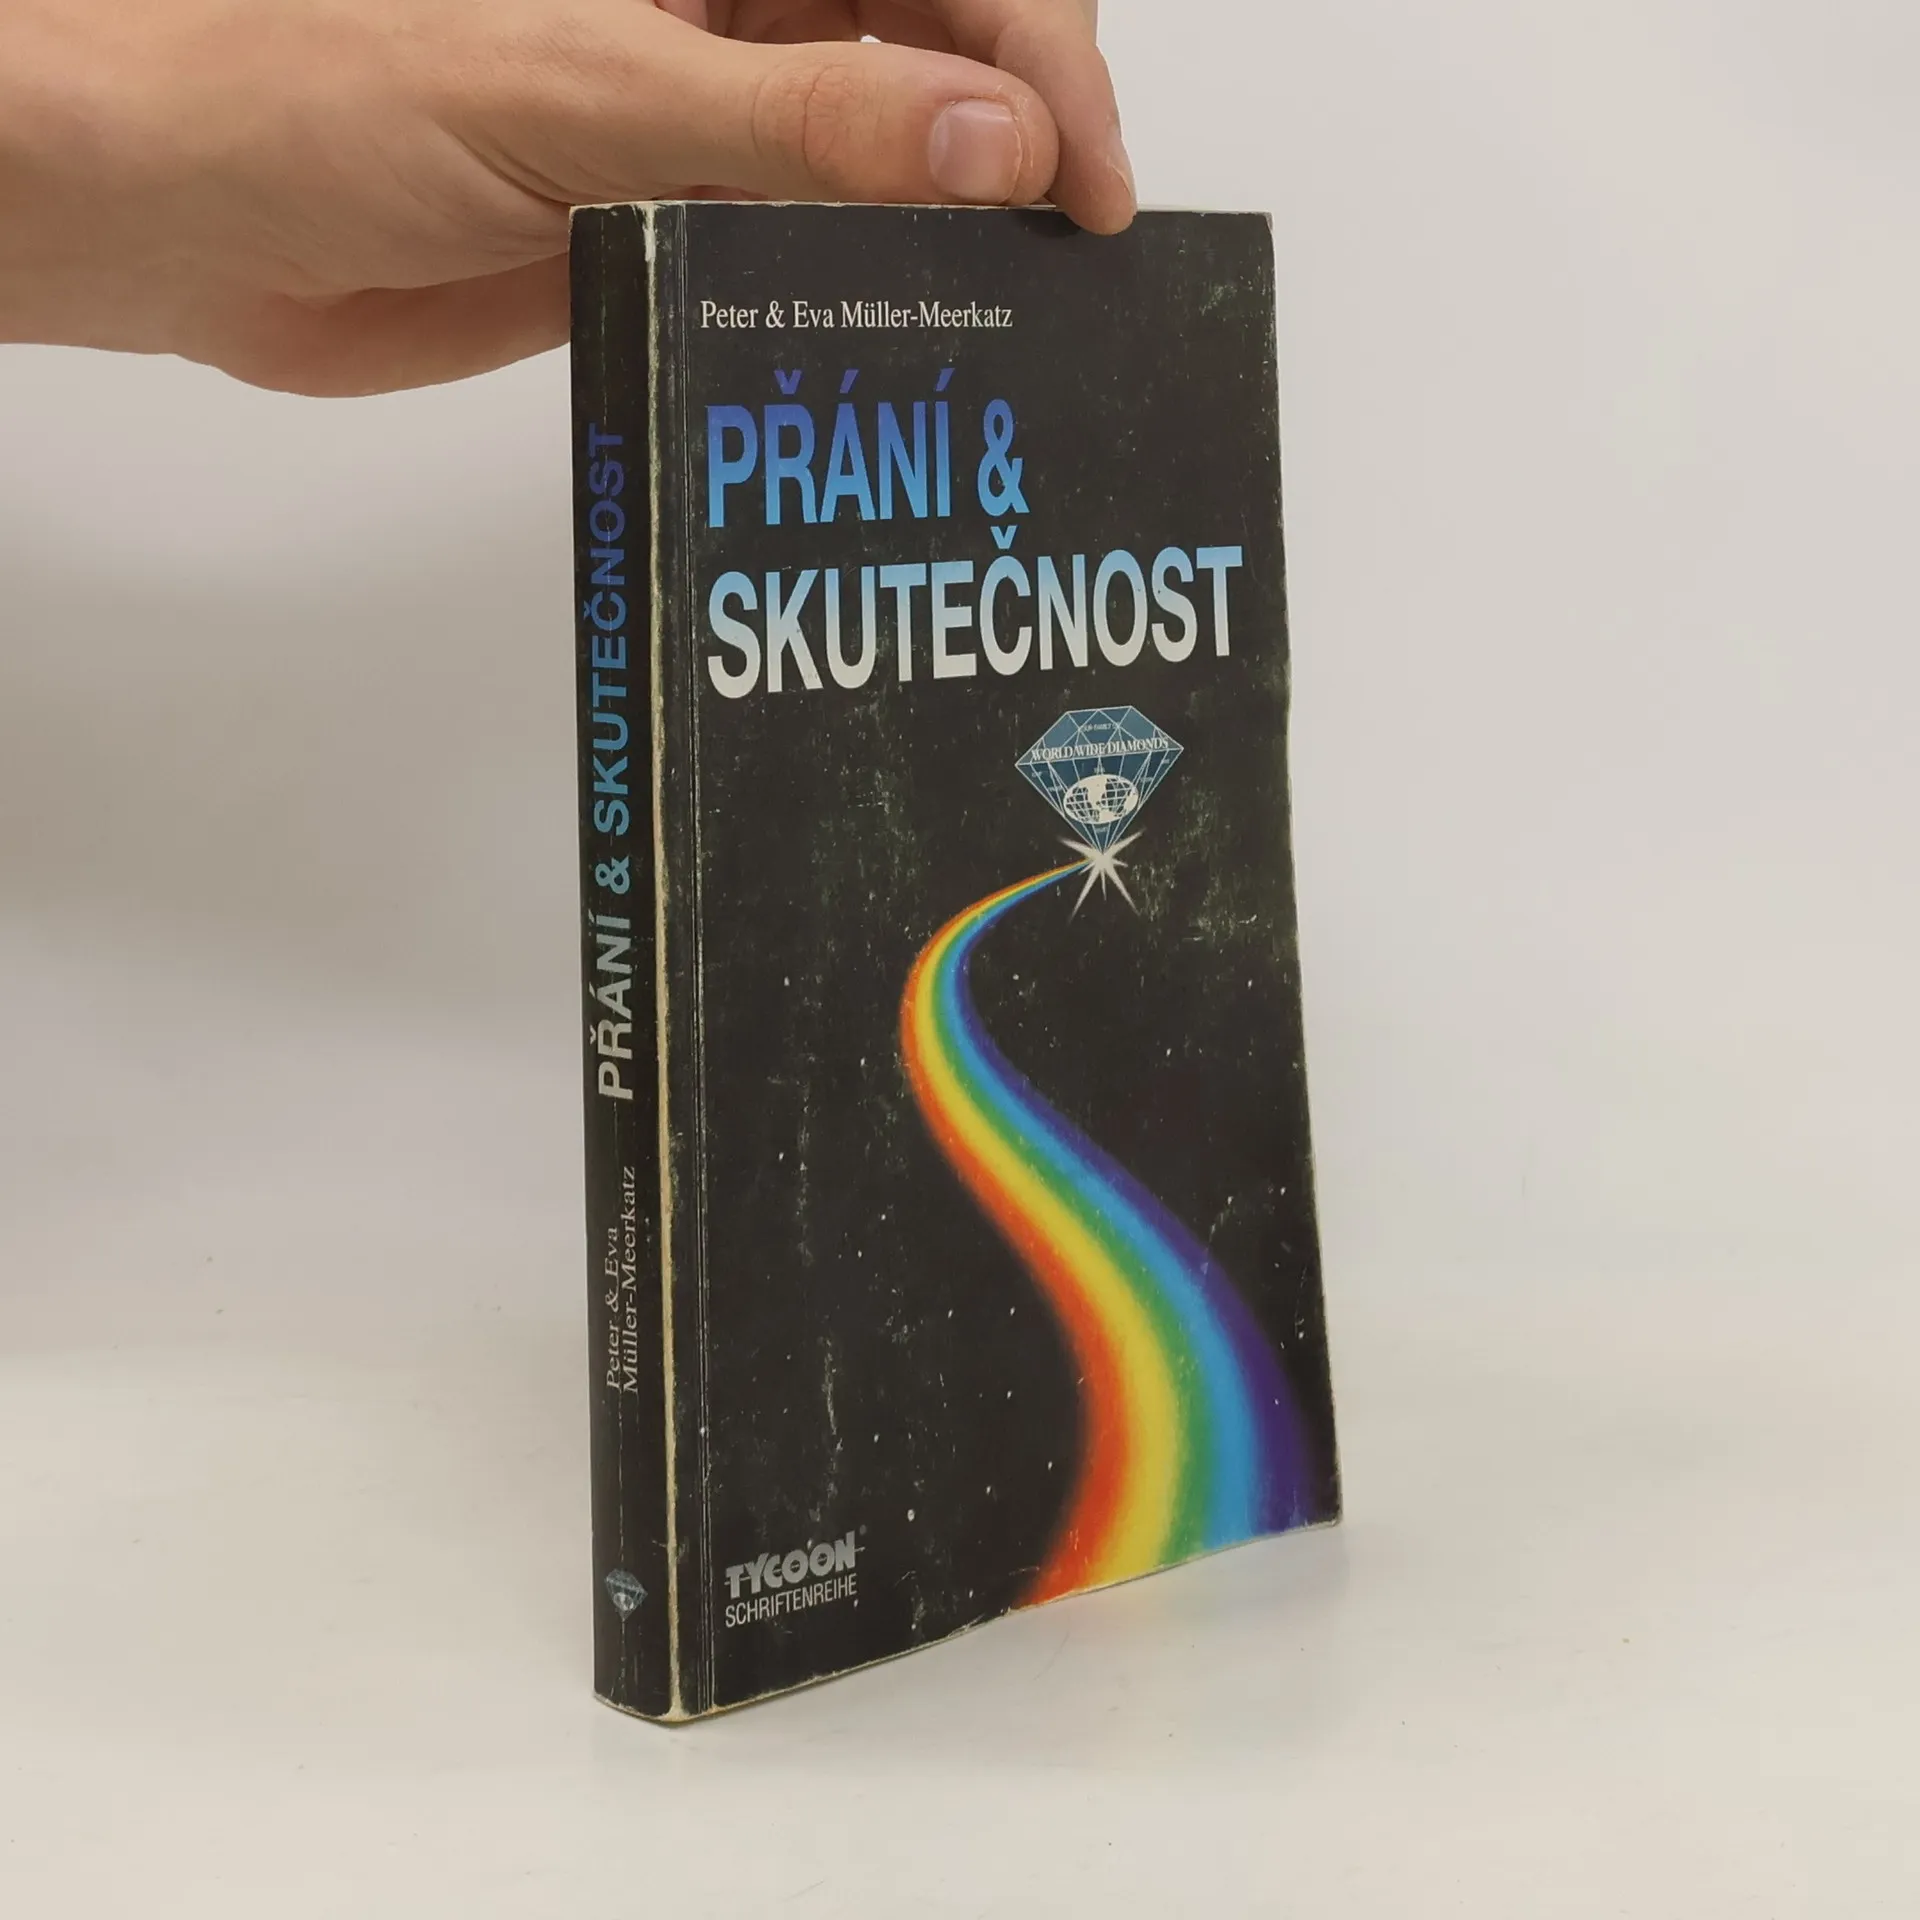 Peter & Eva Müller-Meerkatz
PŘÁNÍ &
SKUTEČNOST
WORLDWIDE DIAMONDS
TYCOON®
SCHRIFTENREIHE
PŘÁNÍ & SKUTEČNOST
Peter & Eva
Müller-Meerkatz